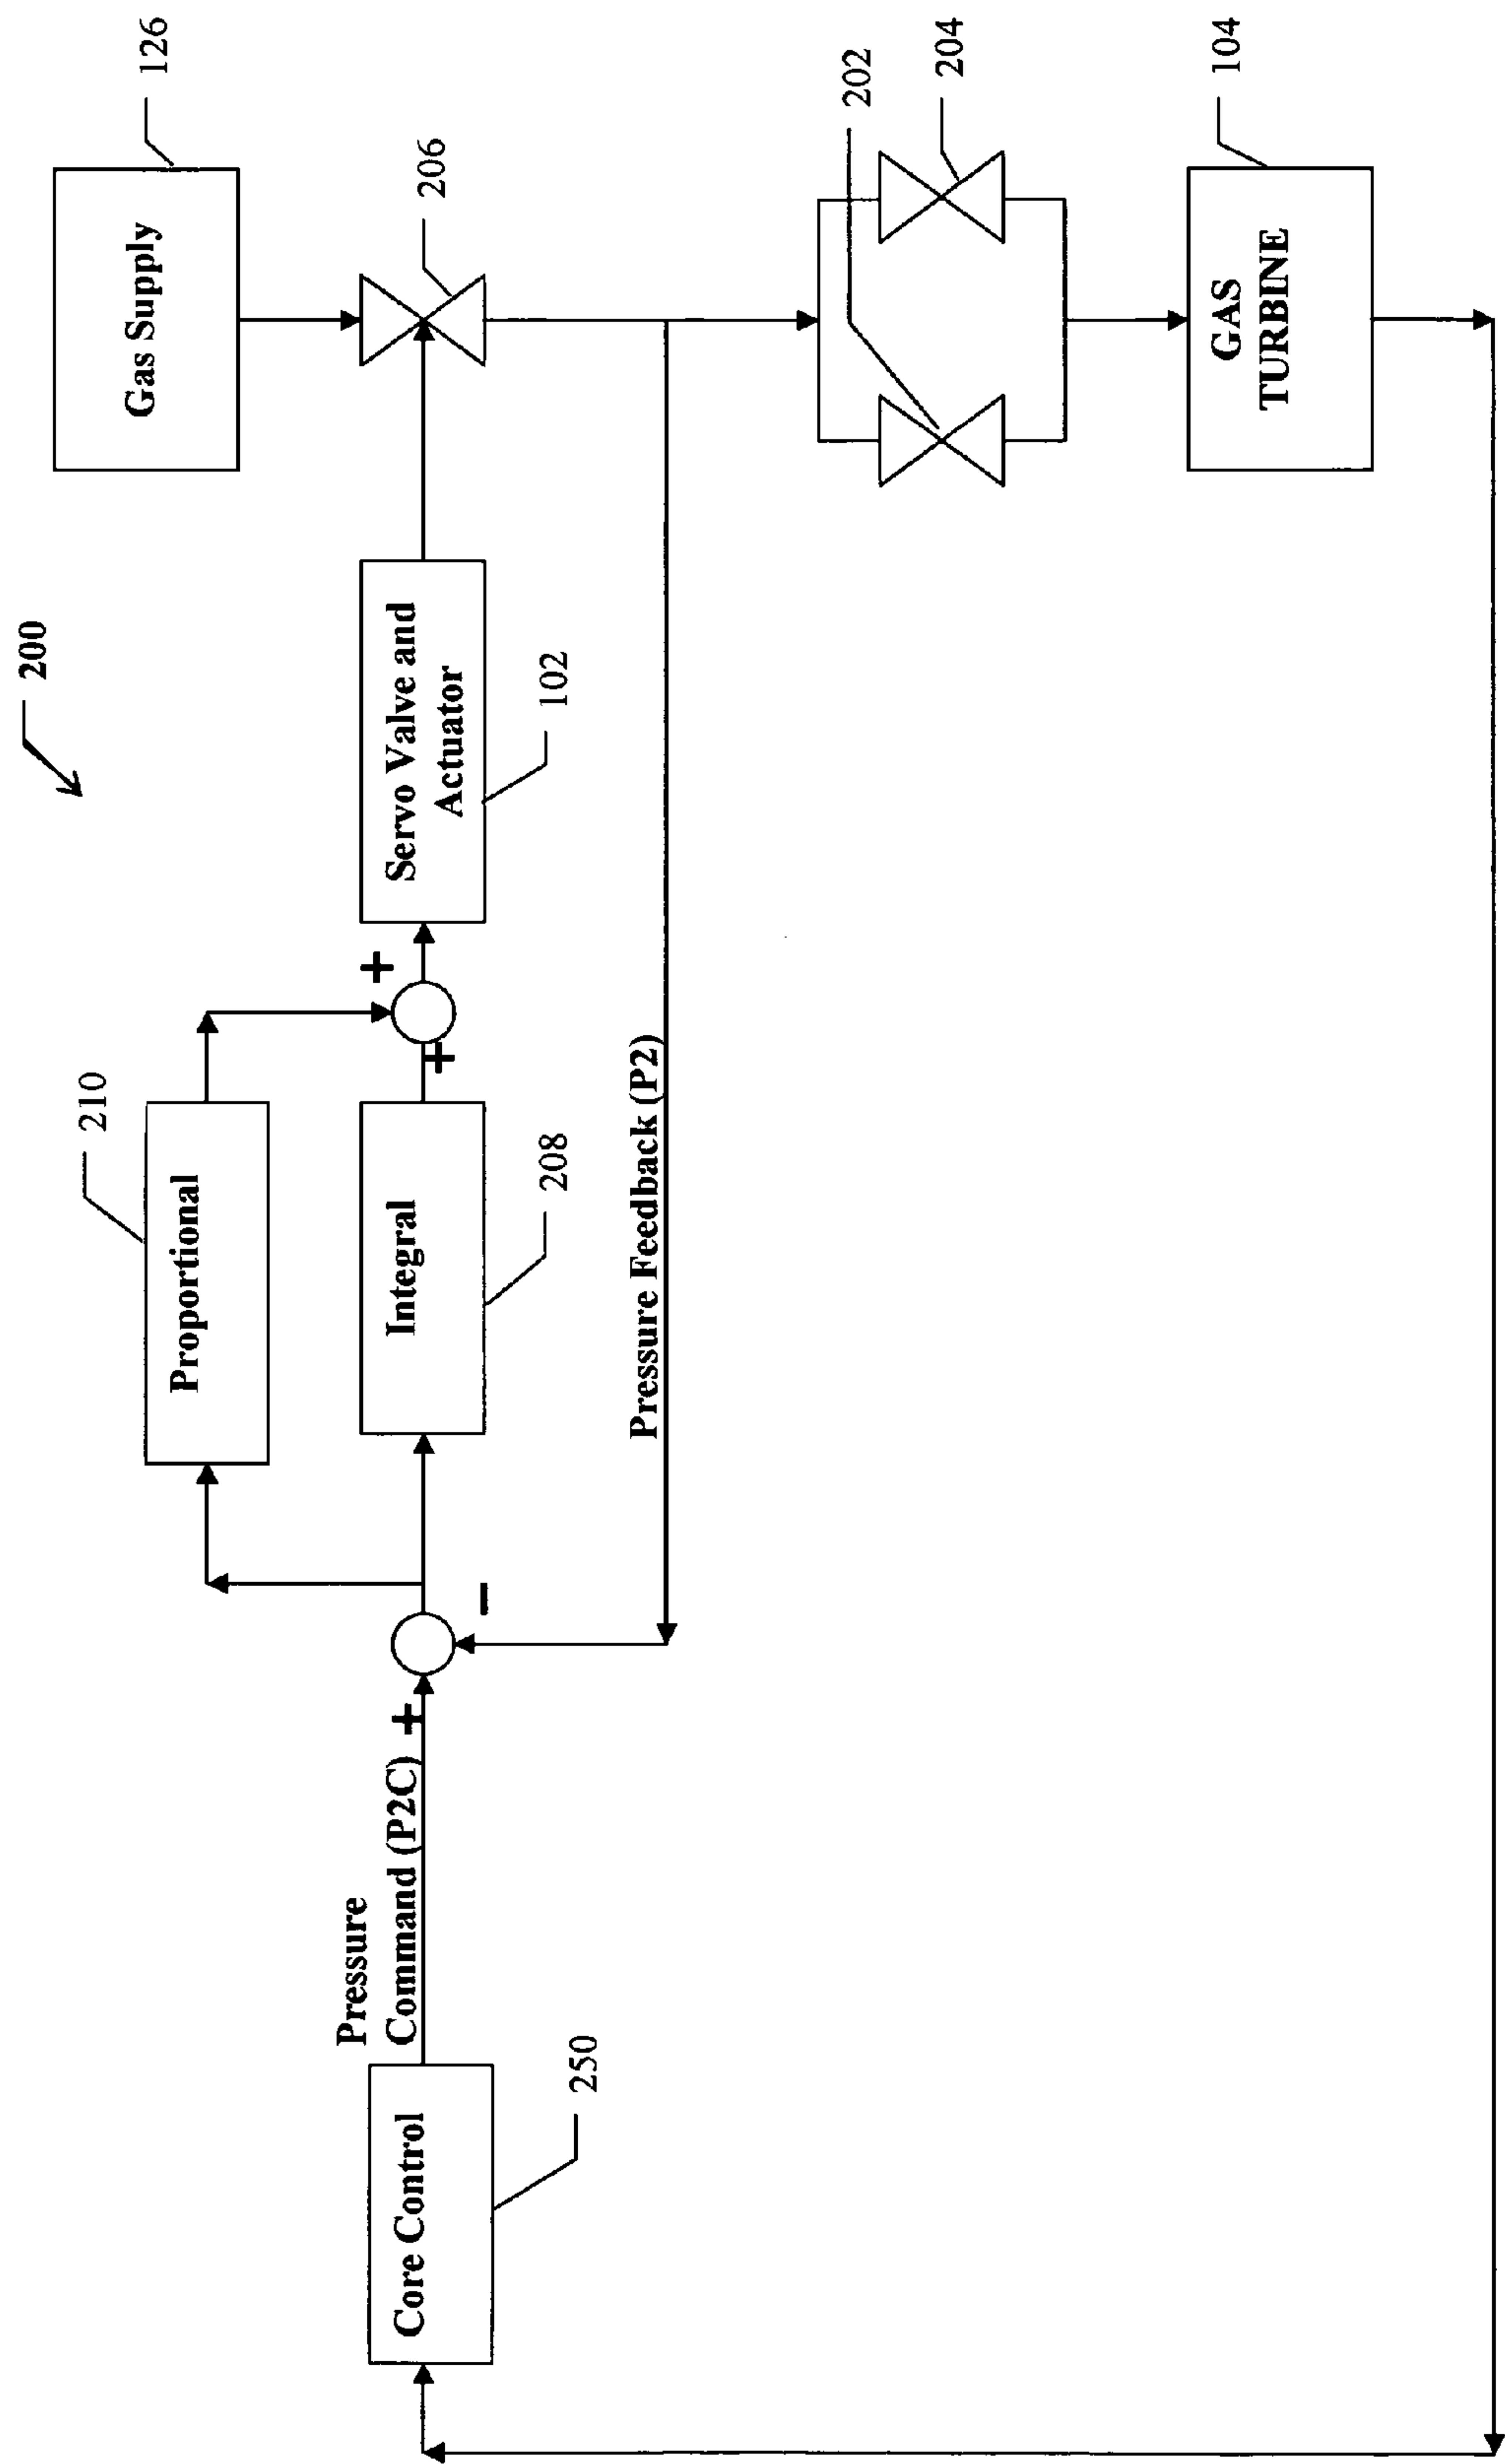 200
Gas Supply
126
210
Proportional
Pressure
Command (P2C)
+
+
206
Core Control
250
Integral
208
+
Servo Valve and
Actuator
102
-
Pressure Feedback (P2)
202
204
GAS
TURBINE
104